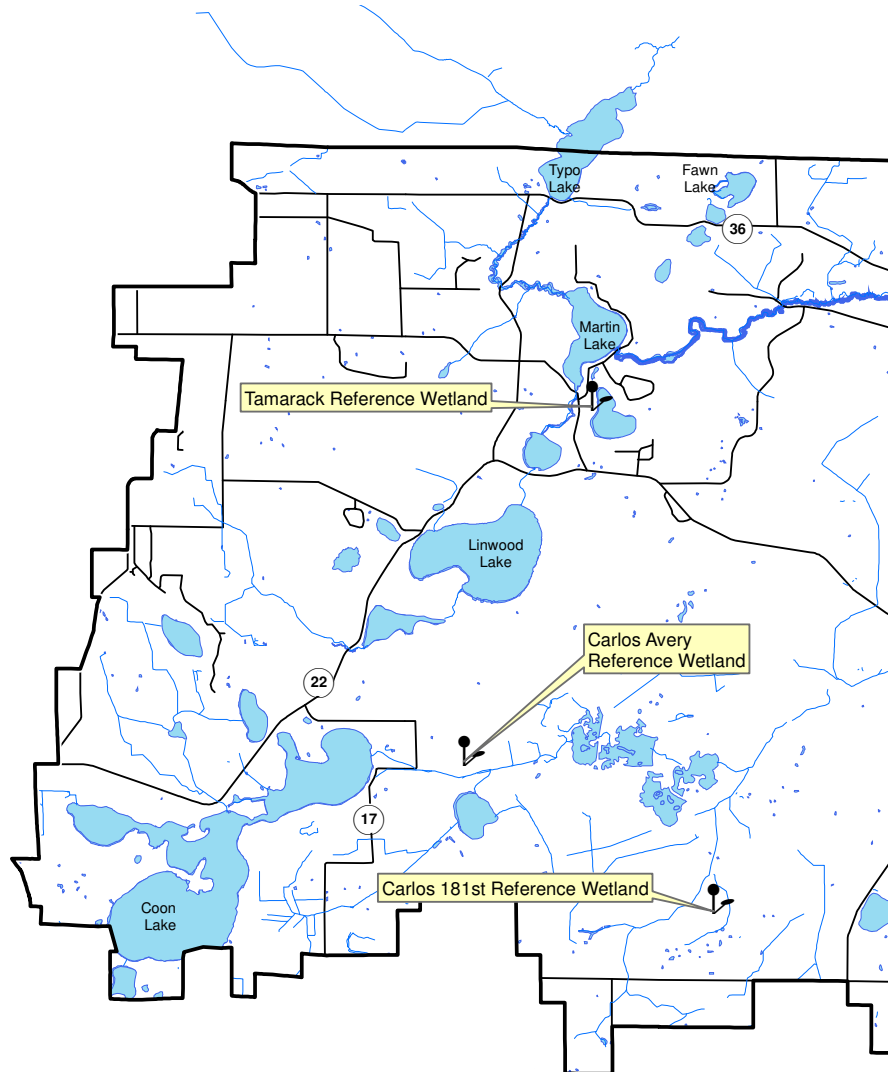 Typo
Lake
Fawn
Lake
36
Martin
Lake
Tamarack Reference Wetland
Linwood
Lake
Carlos Avery
Reference Wetland
22
17
Carlos 181st Reference Wetland
Coon
Lake